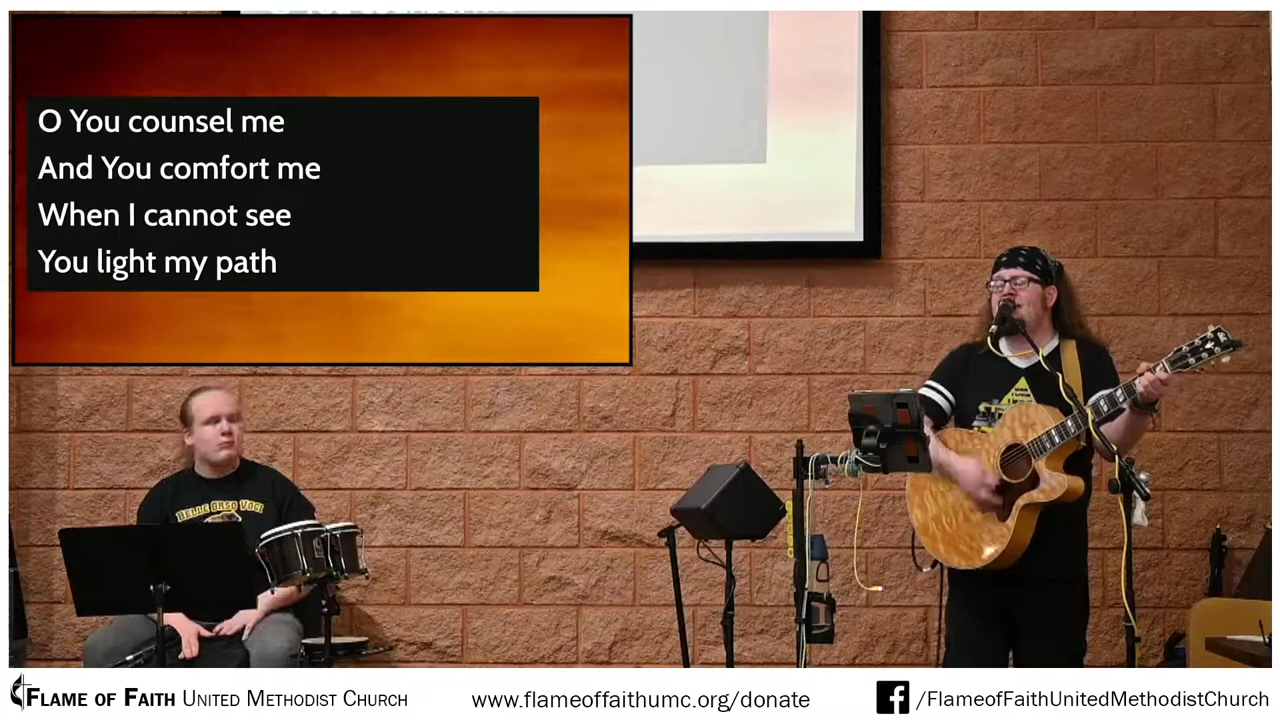 O You counsel me
And You comfort me
When I cannot see
You light my path
BELLE ORSO VOCI
FLAME OF FAITH UNITED METHODIST CHURCH
www.flameoffaithumc.org/donate
/FlameofFaithUnitedMethodistChurch